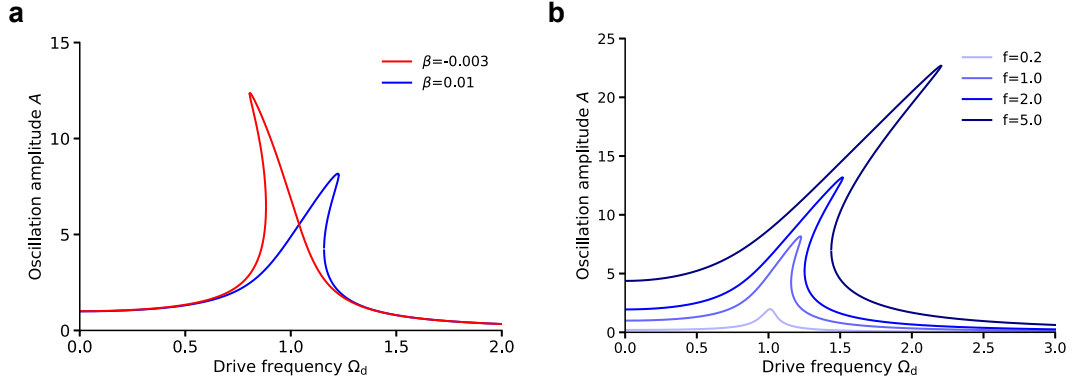 a
15
10
5
0
Oscillation amplitude A
β=-0.003
β=0.01
0.0 0.5 1.0 1.5 2.0
Drive frequency Ωd
b
25
20
15
10
5
0
Oscillation amplitude A
f=0.2
f=1.0
f=2.0
f=5.0
0.0 0.5 1.0 1.5 2.0 2.5 3.0
Drive frequency Ωd